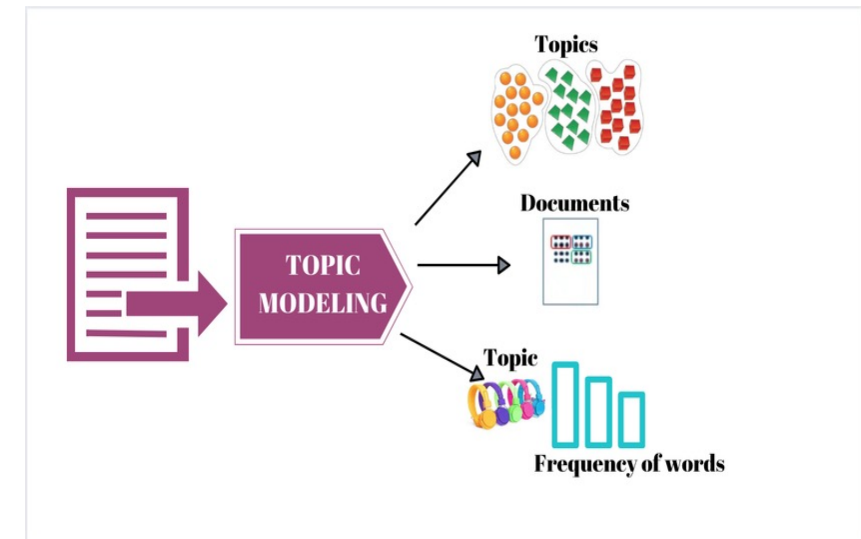 Topics
Documents
TOPIC
MODELING
Topic
Frequency of words